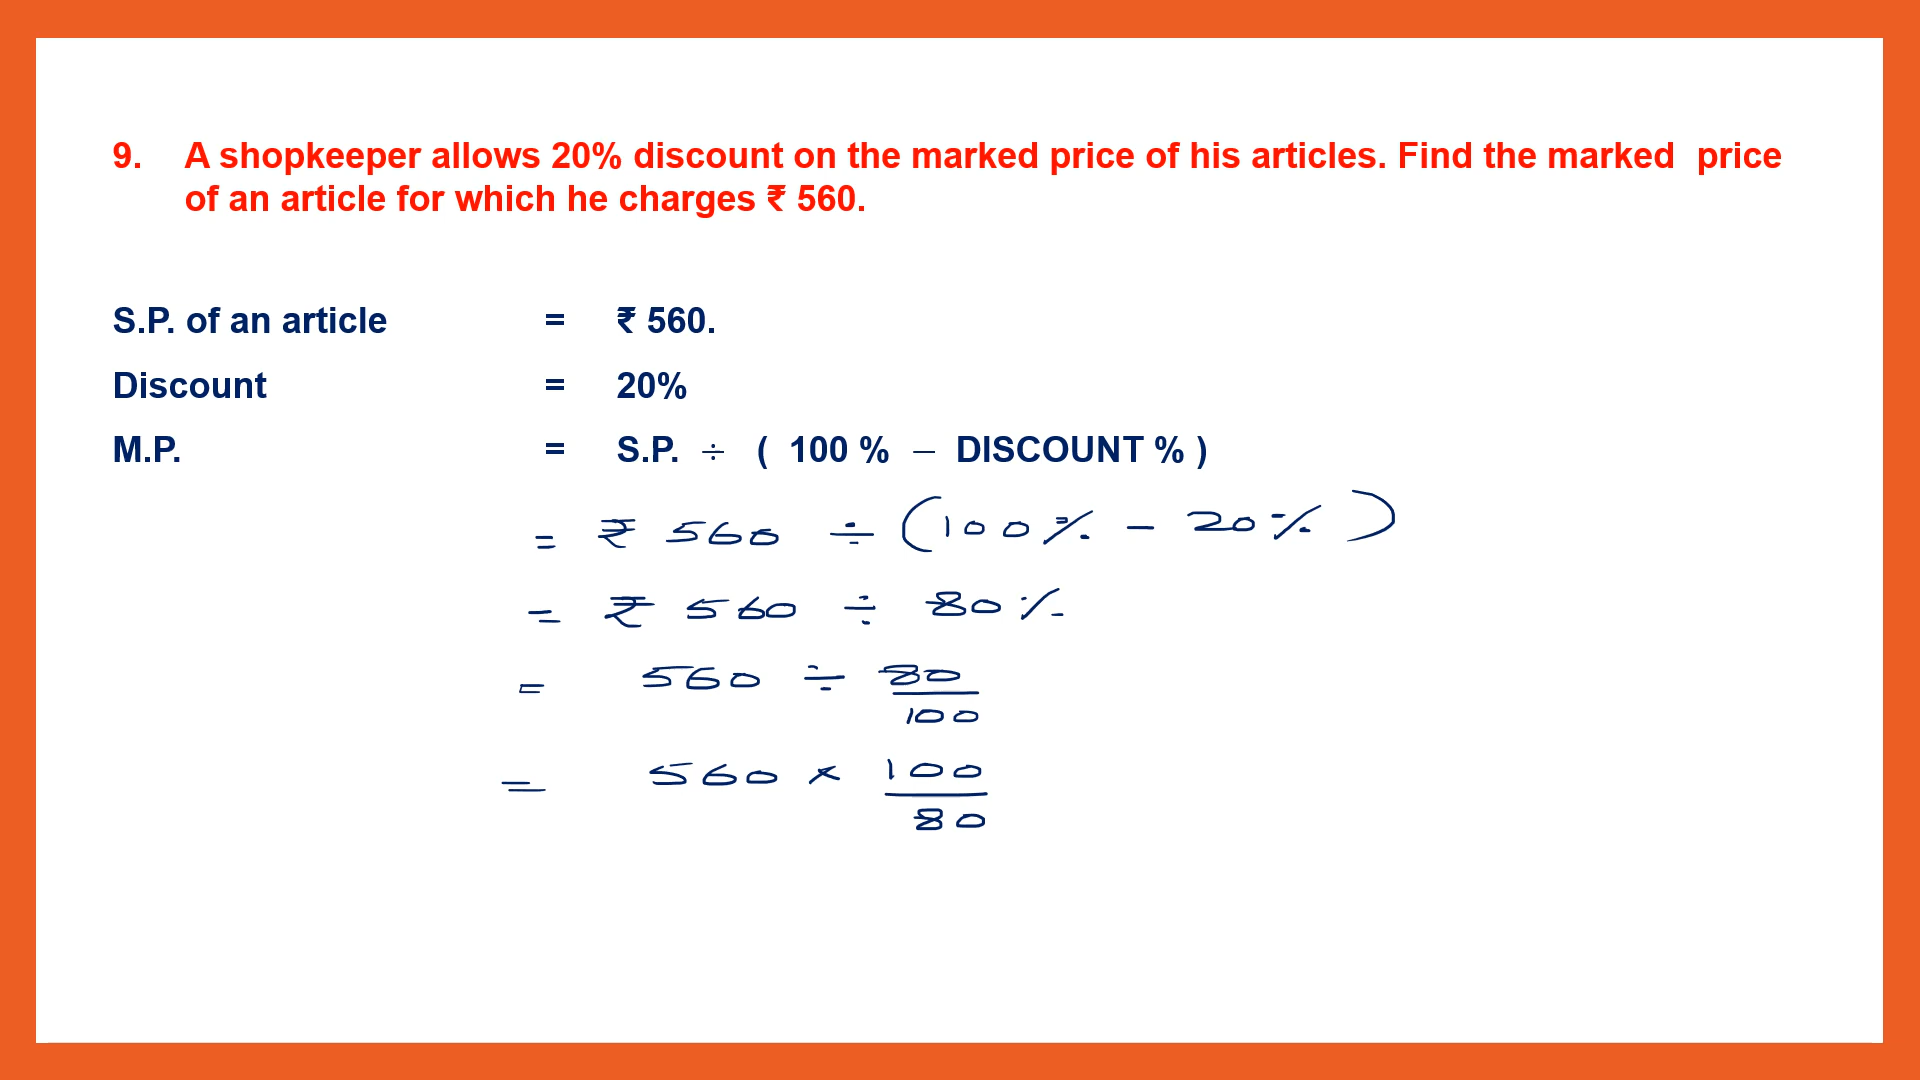 9. A shopkeeper allows 20% discount on the marked price of his articles. Find the marked price
of an article for which he charges ₹ 560.
S.P. of an article = ₹ 560.
Discount = 20%
M.P. = S.P. ÷ ( 100 % – DISCOUNT % )
= ₹ 560 ÷ (100% - 20%)
= ₹ 560 ÷ 80%
= 560 ÷ 80/100
= 560 × 100/80